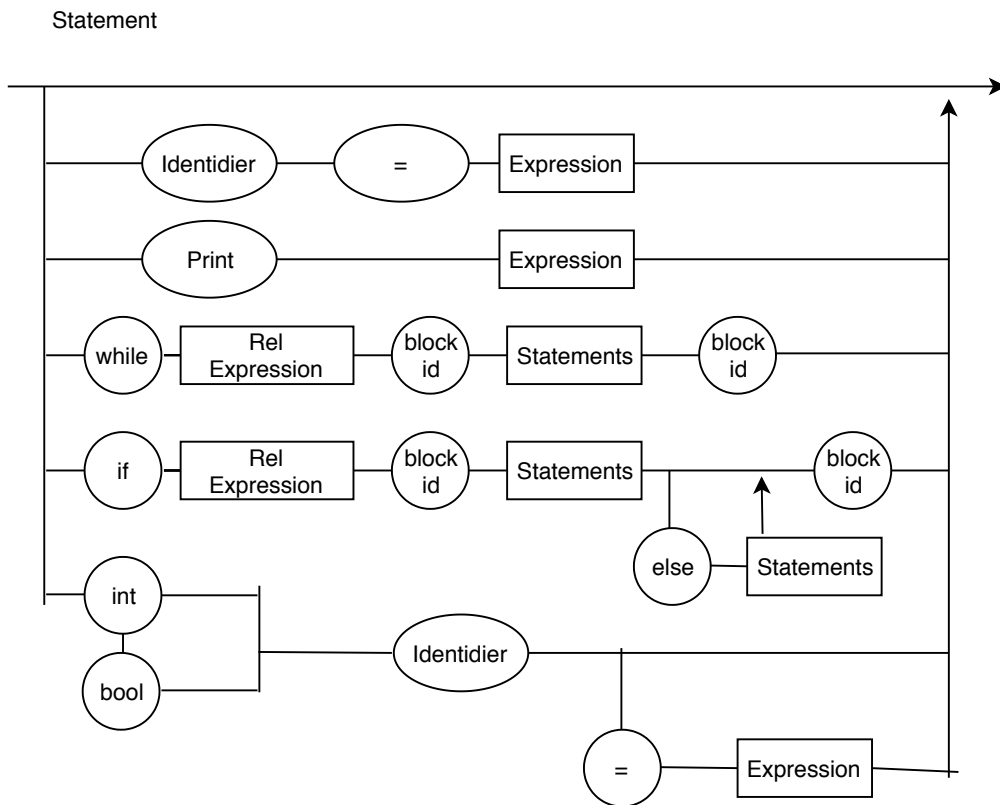 Statement
Identidier
=
Expression
Print
Expression
while
Rel
Expression
block
id
Statements
block
id
if
Rel
Expression
block
id
Statements
block
id
else
Statements
int
bool
Identidier
=
Expression